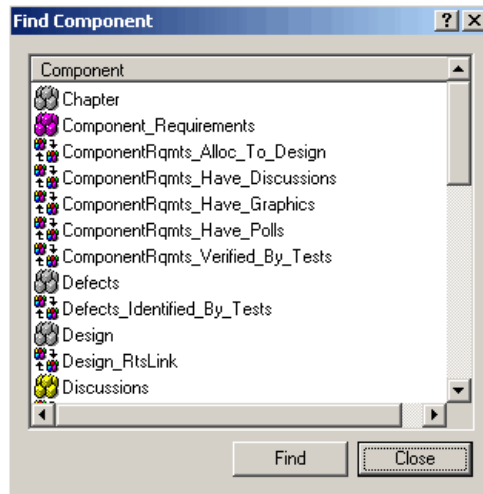 Find Component
Component
Chapter
Component_Requirements
ComponentRqmts_Alloc_To_Design
ComponentRqmts_Have_Discussions
ComponentRqmts_Have_Graphics
ComponentRqmts_Have_Polls
ComponentRqmts_Verified_By_Tests
Defects
Defects_Identified_By_Tests
Design
Design_RtsLink
Discussions
Find Close